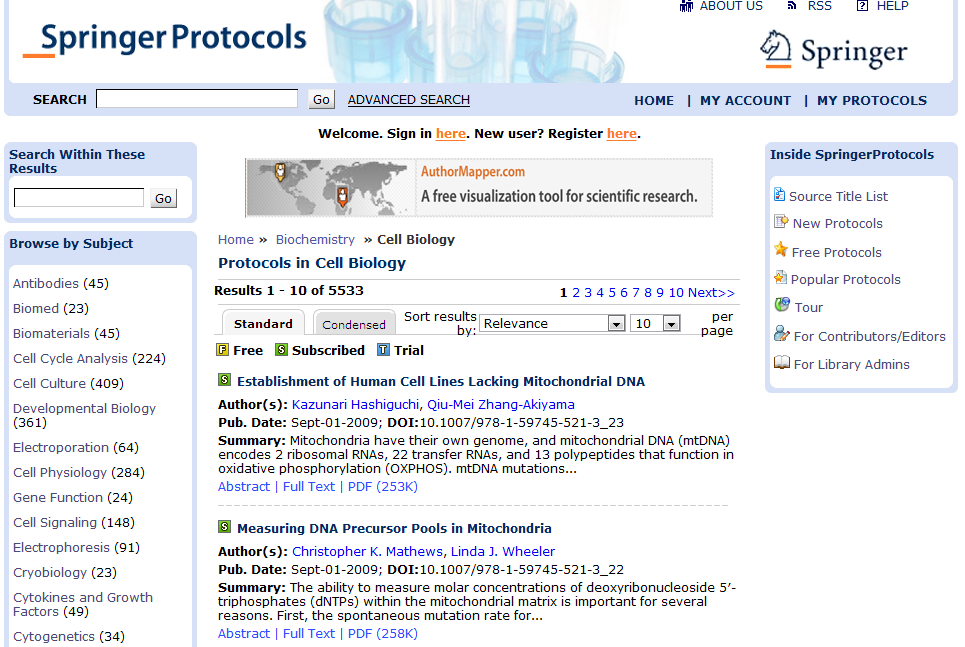 ABOUT US RSS HELP
SpringerProtocols
Springer
SEARCH Go ADVANCED SEARCH HOME | MY ACCOUNT | MY PROTOCOLS
Welcome. Sign in here. New user? Register here.
Search Within These
Results
Go
Browse by Subject
Antibodies (45)
Biomed (23)
Biomaterials (45)
Cell Cycle Analysis (224)
Cell Culture (409)
Developmental Biology
(361)
Electroporation (64)
Cell Physiology (284)
Gene Function (24)
Cell Signaling (148)
Electrophoresis (91)
Cryobiology (23)
Cytokines and Growth
Factors (49)
Cytogenetics (34)
AuthorMapper.com
A free visualization tool for scientific research.
Home » Biochemistry » Cell Biology
Protocols in Cell Biology
Results 1 - 10 of 5533 1 2 3 4 5 6 7 8 9 10 Next>>
Standard Condensed Sort results
by: Relevance 10 per
page
F Free S Subscribed T Trial
S Establishment of Human Cell Lines Lacking Mitochondrial DNA
Author(s): Kazunari Hashiguchi, Qiu-Mei Zhang-Akiyama
Pub. Date: Sept-01-2009; DOI:10.1007/978-1-59745-521-3_23
Summary: Mitochondria have their own genome, and mitochondrial DNA (mtDNA)
encodes 2 ribosomal RNAs, 22 transfer RNAs, and 13 polypeptides that function in
oxidative phosphorylation (OXPHOS). mtDNA mutations...
Abstract | Full Text | PDF (253K)
S Measuring DNA Precursor Pools in Mitochondria
Author(s): Christopher K. Mathews, Linda J. Wheeler
Pub. Date: Sept-01-2009; DOI:10.1007/978-1-59745-521-3_22
Summary: The ability to measure molar concentrations of deoxyribonucleoside 5′-
triphosphates (dNTPs) within the mitochondrial matrix is important for several
reasons. First, the spontaneous mutation rate for...
Abstract | Full Text | PDF (258K)
Inside SpringerProtocols
Source Title List
New Protocols
Free Protocols
Popular Protocols
Tour
For Contributors/Editors
For Library Admins